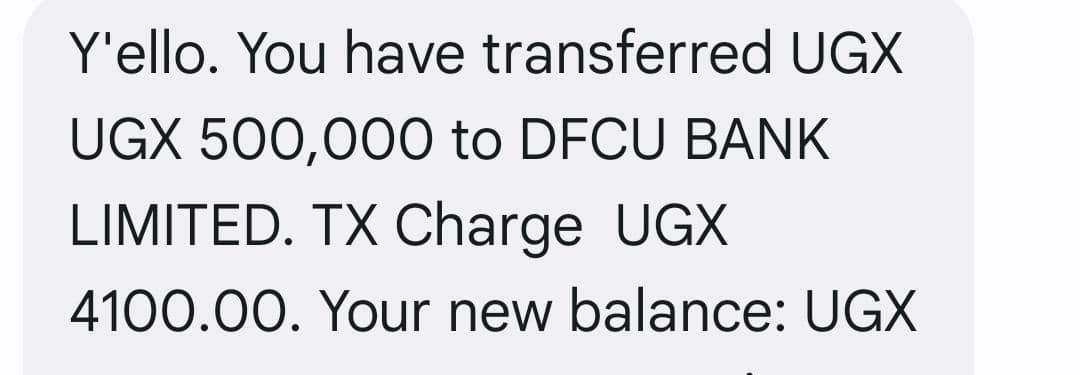 Y'ello. You have transferred UGX
UGX 500,000 to DFCU BANK
LIMITED. TX Charge  UGX
4100.00. Your new balance: UGX